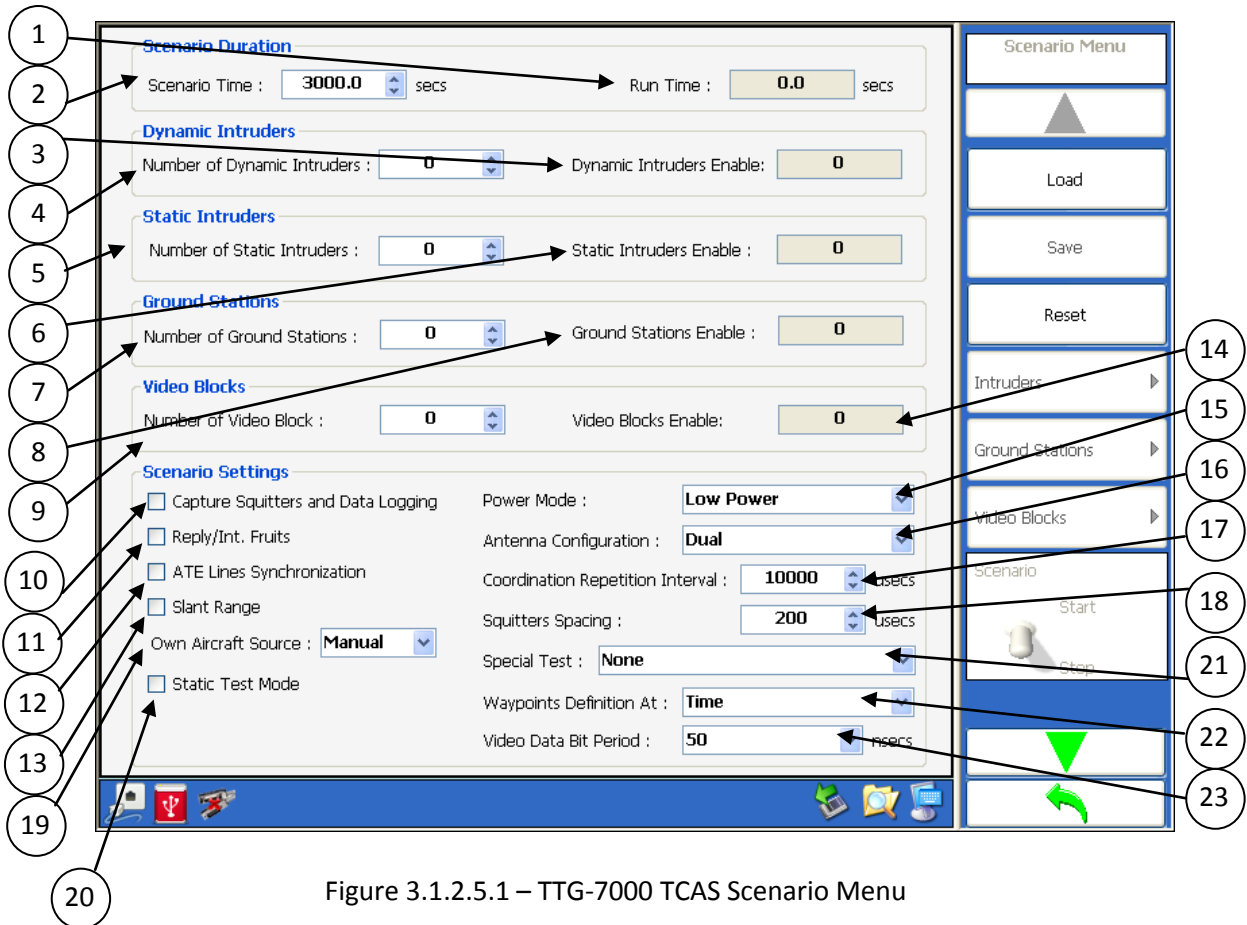 1
2
3
4
5
6
7
8
9
10
11
12
13
19
20
Scenario Duration
Scenario Time : 3000.0 secs Run Time : 0.0 secs
Dynamic Intruders
Number of Dynamic Intruders : 0 Dynamic Intruders Enable: 0
Static Intruders
Number of Static Intruders : 0 Static Intruders Enable : 0
Ground Stations
Number of Ground Stations : 0 Ground Stations Enable : 0
Video Blocks
Number of Video Block : 0 Video Blocks Enable: 0
Scenario Settings
Capture Squitters and Data Logging
Reply/Int. Fruits
ATE Lines Synchronization
Slant Range
Own Aircraft Source : Manual
Static Test Mode
Power Mode : Low Power
Antenna Configuration : Dual
Coordination Repetition Interval : 10000 usecs
Squitters Spacing : 200 usecs
Special Test : None
Waypoints Definition At : Time
Video Data Bit Period : 50 nsecs
Scenario Menu
Load
Save
Reset
Intruders
Ground Stations
Video Blocks
Scenario
Start
Stop
14
15
16
17
18
21
22
23
Figure 3.1.2.5.1 – TTG-7000 TCAS Scenario Menu